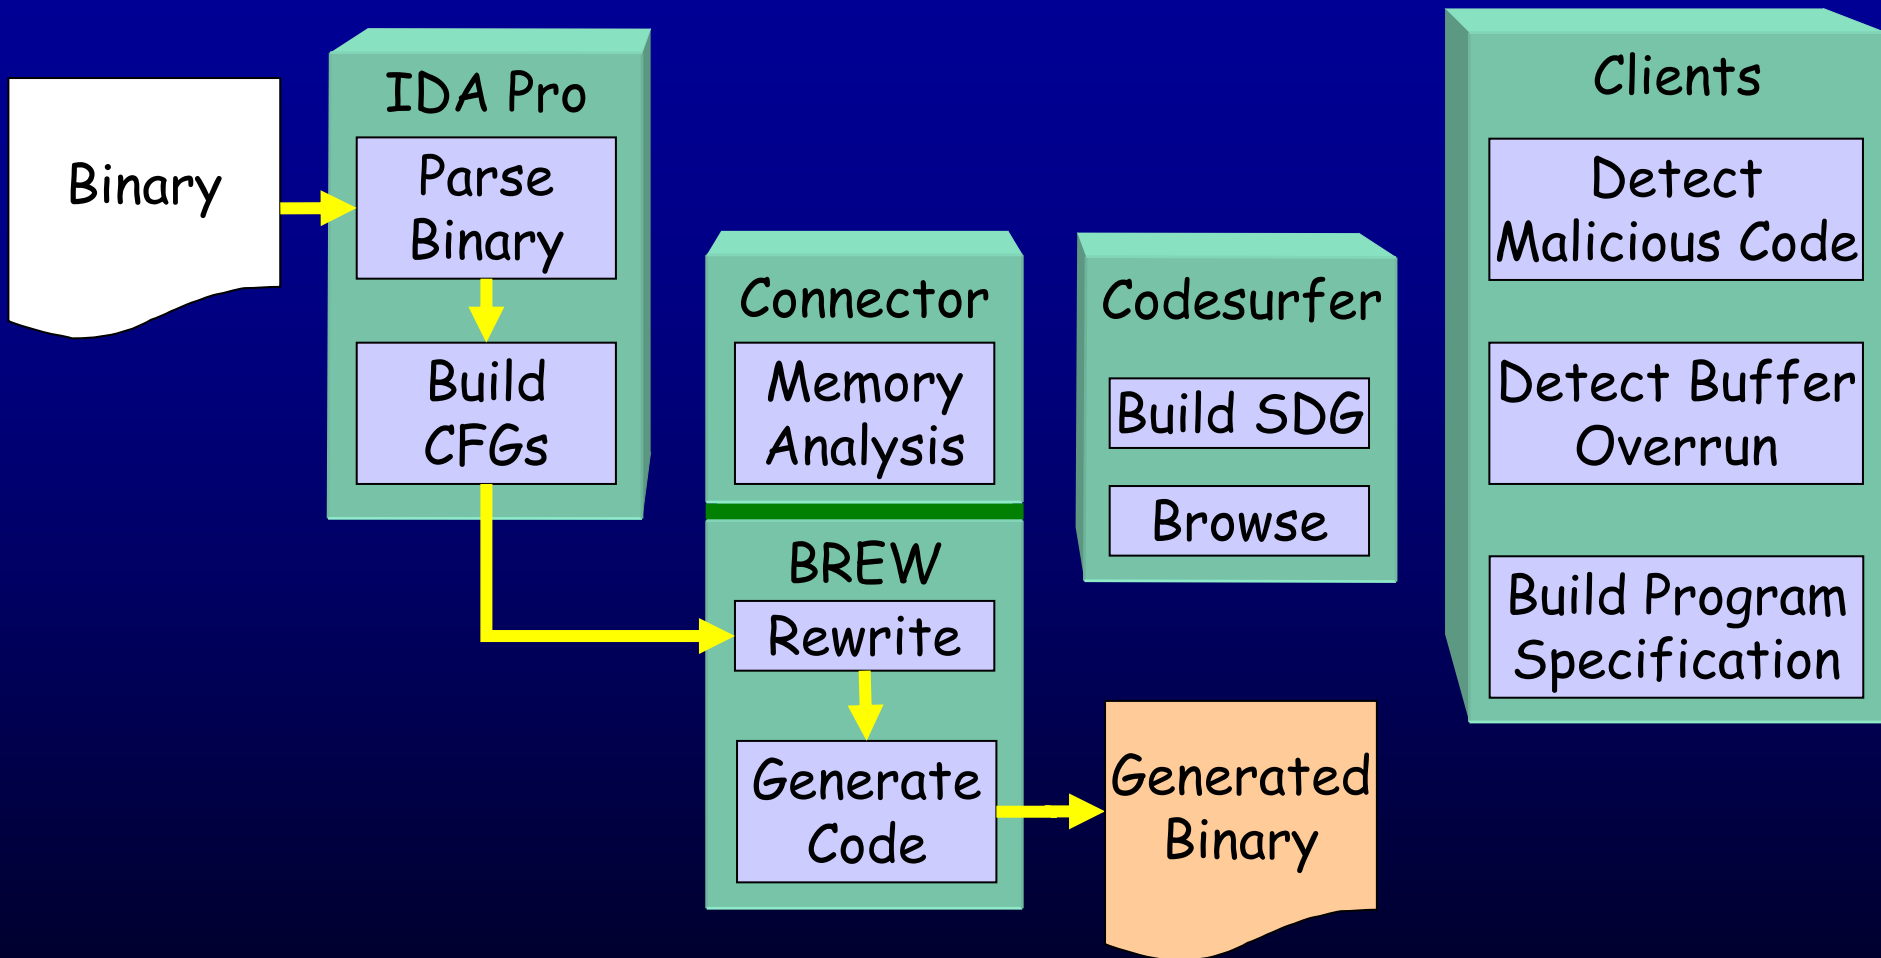 Binary
IDA Pro
Parse
Binary
Build
CFGs
Connector
Memory
Analysis
BREW
Rewrite
Generate
Code
Codesurfer
Build SDG
Browse
Generated
Binary
Clients
Detect
Malicious Code
Detect Buffer
Overrun
Build Program
Specification